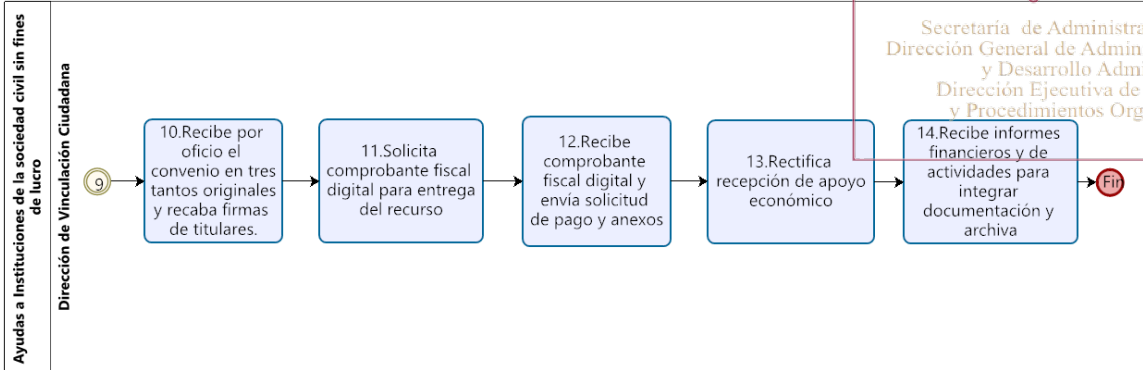 Ayudas a Instituciones de la sociedad civil sin fines
de lucro
Dirección de Vinculación Ciudadana
Secretaría de Administra
Dirección General de Admin
y Desarrollo Admi
Dirección Ejecutiva de
y Procedimientos Org
9
10.Recibe por
oficio el
convenio en tres
tantos originales
y recaba firmas
de titulares.
11.Solicita
comprobante fiscal
digital para entrega
del recurso
12.Recibe
comprobante
fiscal digital y
envía solicitud
de pago y anexos
13.Rectifica
recepción de apoyo
económico
14.Recibe informes
financieros y de
actividades para
integrar
documentación y
archiva
Fin